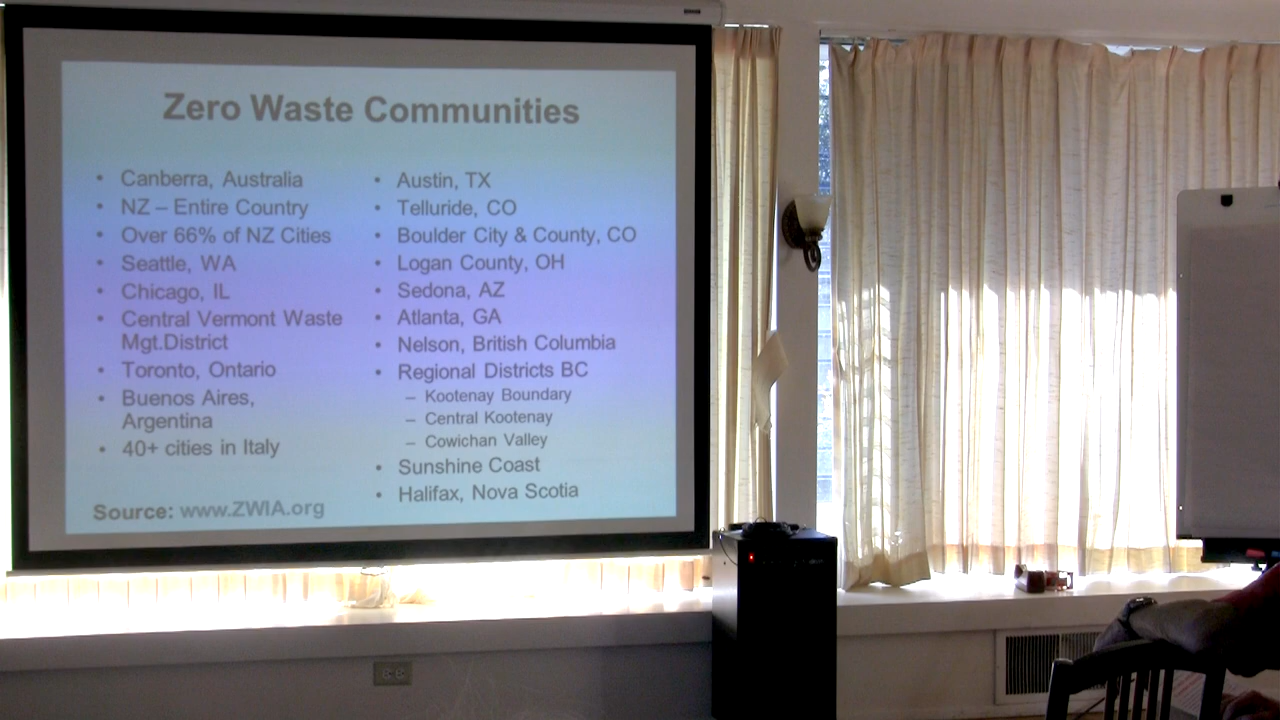 Zero Waste Communities
• Canberra, Australia
• NZ – Entire Country
• Over 66% of NZ Cities
• Seattle, WA
• Chicago, IL
• Central Vermont Waste
Mgt.District
• Toronto, Ontario
• Buenos Aires,
Argentina
• 40+ cities in Italy
Source: www.ZWIA.org
• Austin, TX
• Telluride, CO
• Boulder City & County, CO
• Logan County, OH
• Sedona, AZ
• Atlanta, GA
• Nelson, British Columbia
• Regional Districts BC
– Kootenay Boundary
– Central Kootenay
– Cowichan Valley
• Sunshine Coast
• Halifax, Nova Scotia